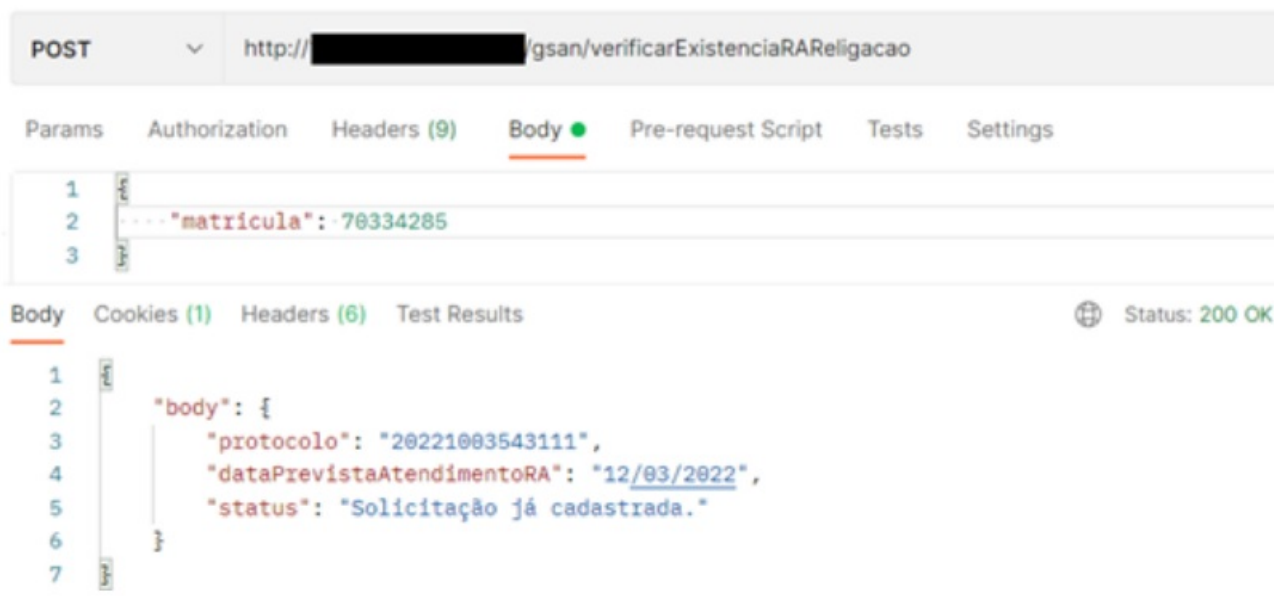 POST http:// /gsan/verificarExistenciaRAReligacao
Params Authorization Headers (9) Body Pre-request Script Tests Settings
1 {
2 "matricula": 70334285
3 }
Body Cookies (1) Headers (6) Test Results Status: 200 OK
1 {
2 "body": {
3 "protocolo": "20221003543111",
4 "dataPrevistaAtendimentoRA": "12/03/2022",
5 "status": "Solicitação já cadastrada."
6 }
7 }